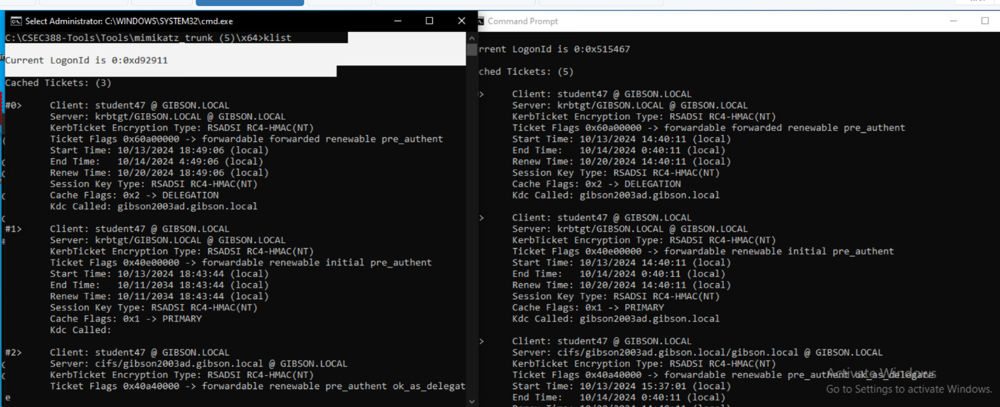 Select Administrator: C:\WINDOWS\SYSTEM32\cmd.exe
C:\CSEC388-Tools\Tools\mimikatz_trunk (5)\x64>klist
Current LogonId is 0:0xd92911
Cached Tickets: (3)
#0>     Client: student47 @ GIBSON.LOCAL
        Server: krbtgt/GIBSON.LOCAL @ GIBSON.LOCAL
        KerbTicket Encryption Type: RSADSI RC4-HMAC(NT)
        Ticket Flags 0x60a00000 -> forwardable forwarded renewable pre_authent
        Start Time: 10/13/2024 18:49:06 (local)
        End Time:   10/14/2024 4:49:06 (local)
        Renew Time: 10/20/2024 18:49:06 (local)
        Session Key Type: RSADSI RC4-HMAC(NT)
        Cache Flags: 0x2 -> DELEGATION
        Kdc Called: gibson2003ad.gibson.local
#1>     Client: student47 @ GIBSON.LOCAL
        Server: krbtgt/GIBSON.LOCAL @ GIBSON.LOCAL
        KerbTicket Encryption Type: RSADSI RC4-HMAC(NT)
        Ticket Flags 0x40e00000 -> forwardable renewable initial pre_authent
        Start Time: 10/13/2024 18:43:44 (local)
        End Time:   10/11/2034 18:43:44 (local)
        Renew Time: 10/11/2034 18:43:44 (local)
        Session Key Type: RSADSI RC4-HMAC(NT)
        Cache Flags: 0x1 -> PRIMARY
        Kdc Called:
#2>     Client: student47 @ GIBSON.LOCAL
        Server: cifs/gibson2003ad.gibson.local @ GIBSON.LOCAL
        KerbTicket Encryption Type: RSADSI RC4-HMAC(NT)
        Ticket Flags 0x40a40000 -> forwardable renewable pre_authent ok_as_delegat
e
Command Prompt
rrent LogonId is 0:0x515467
ched Tickets: (5)
>     Client: student47 @ GIBSON.LOCAL
      Server: krbtgt/GIBSON.LOCAL @ GIBSON.LOCAL
      KerbTicket Encryption Type: RSADSI RC4-HMAC(NT)
      Ticket Flags 0x60a00000 -> forwardable forwarded renewable pre_authent
      Start Time: 10/13/2024 14:40:11 (local)
      End Time:   10/14/2024 0:40:11 (local)
      Renew Time: 10/20/2024 14:40:11 (local)
      Session Key Type: RSADSI RC4-HMAC(NT)
      Cache Flags: 0x2 -> DELEGATION
      Kdc Called: gibson2003ad.gibson.local
>     Client: student47 @ GIBSON.LOCAL
      Server: krbtgt/GIBSON.LOCAL @ GIBSON.LOCAL
      KerbTicket Encryption Type: RSADSI RC4-HMAC(NT)
      Ticket Flags 0x40e00000 -> forwardable renewable initial pre_authent
      Start Time: 10/13/2024 14:40:11 (local)
      End Time:   10/14/2024 0:40:11 (local)
      Renew Time: 10/20/2024 14:40:11 (local)
      Session Key Type: RSADSI RC4-HMAC(NT)
      Cache Flags: 0x1 -> PRIMARY
      Kdc Called: gibson2003ad.gibson.local
>     Client: student47 @ GIBSON.LOCAL
      Server: cifs/gibson2003ad.gibson.local/gibson.local @ GIBSON.LOCAL
      KerbTicket Encryption Type: RSADSI RC4-HMAC(NT)
      Ticket Flags 0x40a40000 -> forwardable renewable pre_authent ok_as_delegate
      Start Time: 10/13/2024 15:37:01 (local)
      End Time:   10/14/2024 0:40:11 (local)
Activate Windows
Go to Settings to activate Windows.